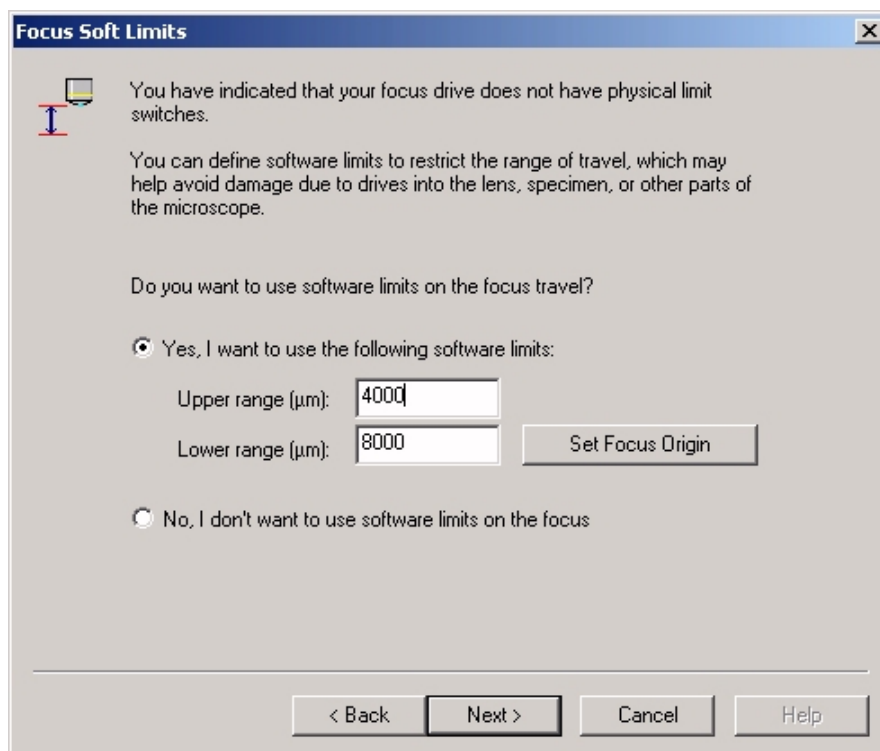 Focus Soft Limits
You have indicated that your focus drive does not have physical limit
switches.
You can define software limits to restrict the range of travel, which may
help avoid damage due to drives into the lens, specimen, or other parts of
the microscope.
Do you want to use software limits on the focus travel?
Yes, I want to use the following software limits:
Upper range (µm): 4000
Lower range (µm): 8000 Set Focus Origin
No, I don't want to use software limits on the focus
< Back Next > Cancel Help